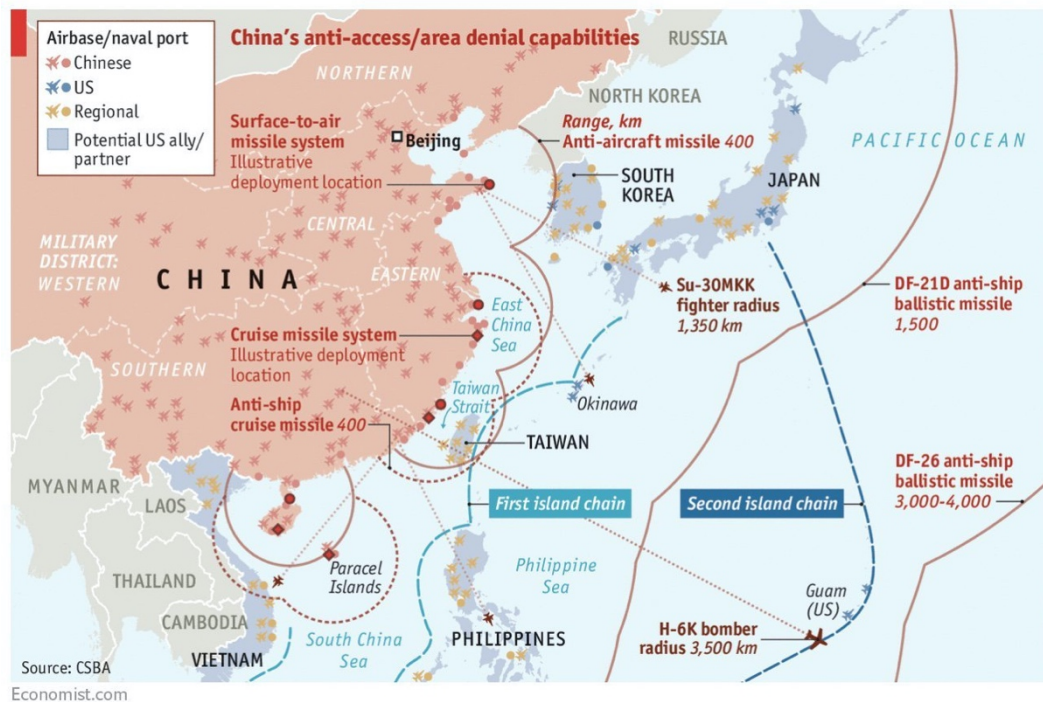 China's anti-access/area denial capabilities
Airbase/naval port
Chinese
US
Regional
Potential US ally/
partner
RUSSIA
NORTHERN
NORTH KOREA
Surface-to-air
missile system
Illustrative
deployment location
Beijing
Range, km
Anti-aircraft missile 400
PACIFIC OCEAN
SOUTH
KOREA
JAPAN
CENTRAL
MILITARY
DISTRICT:
WESTERN
CHINA
EASTERN
East
China
Sea
Su-30MKK
fighter radius
1,350 km
DF-21D anti-ship
ballistic missile
1,500
Cruise missile system
Illustrative deployment
location
SOUTHERN
Taiwan
Strait
Okinawa
Anti-ship
cruise missile 400
TAIWAN
DF-26 anti-ship
ballistic missile
3,000-4,000
MYANMAR
LAOS
First island chain
Second island chain
Paracel
Islands
Philippine
Sea
THAILAND
Guam
(US)
CAMBODIA
VIETNAM
South China
Sea
PHILIPPINES
H-6K bomber
radius 3,500 km
Source: CSBA
Economist.com